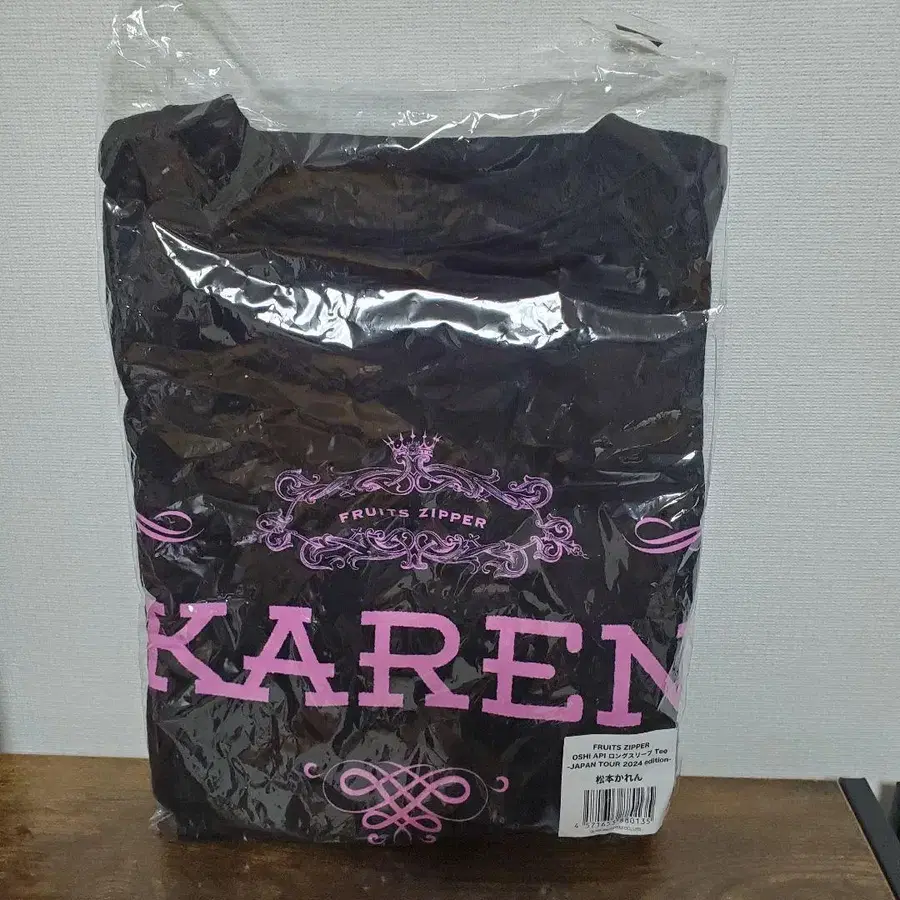 FRUITS ZIPPER
KAREN
FRUITS ZIPPER
OSHI API ロングスリーブ Tee
-JAPAN TOUR 2024 edition-
松本かれん